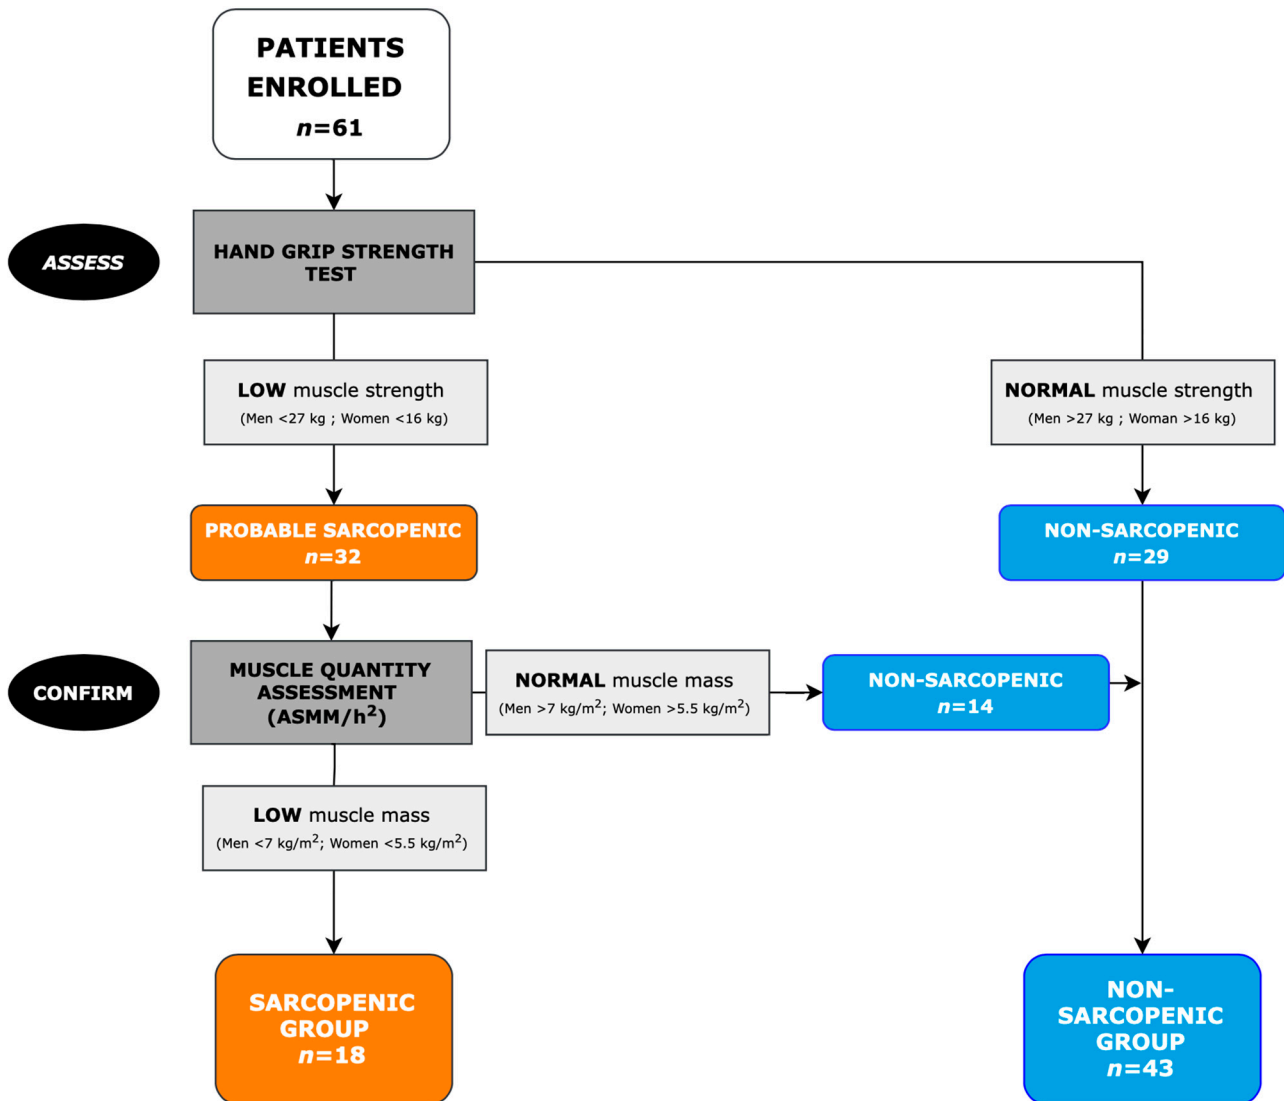 PATIENTS
ENROLLED
n=61
ASSESS
HAND GRIP STRENGTH
TEST
LOW muscle strength
(Men <27 kg ; Women <16 kg)
NORMAL muscle strength
(Men >27 kg ; Woman >16 kg)
PROBABLE SARCOPENIC
n=32
NON-SARCOPENIC
n=29
CONFIRM
MUSCLE QUANTITY
ASSESSMENT
(ASMM/h²)
NORMAL muscle mass
(Men >7 kg/m²; Women >5.5 kg/m²)
NON-SARCOPENIC
n=14
LOW muscle mass
(Men <7 kg/m²; Women <5.5 kg/m²)
SARCOPENIC
GROUP
n=18
NON-
SARCOPENIC
GROUP
n=43